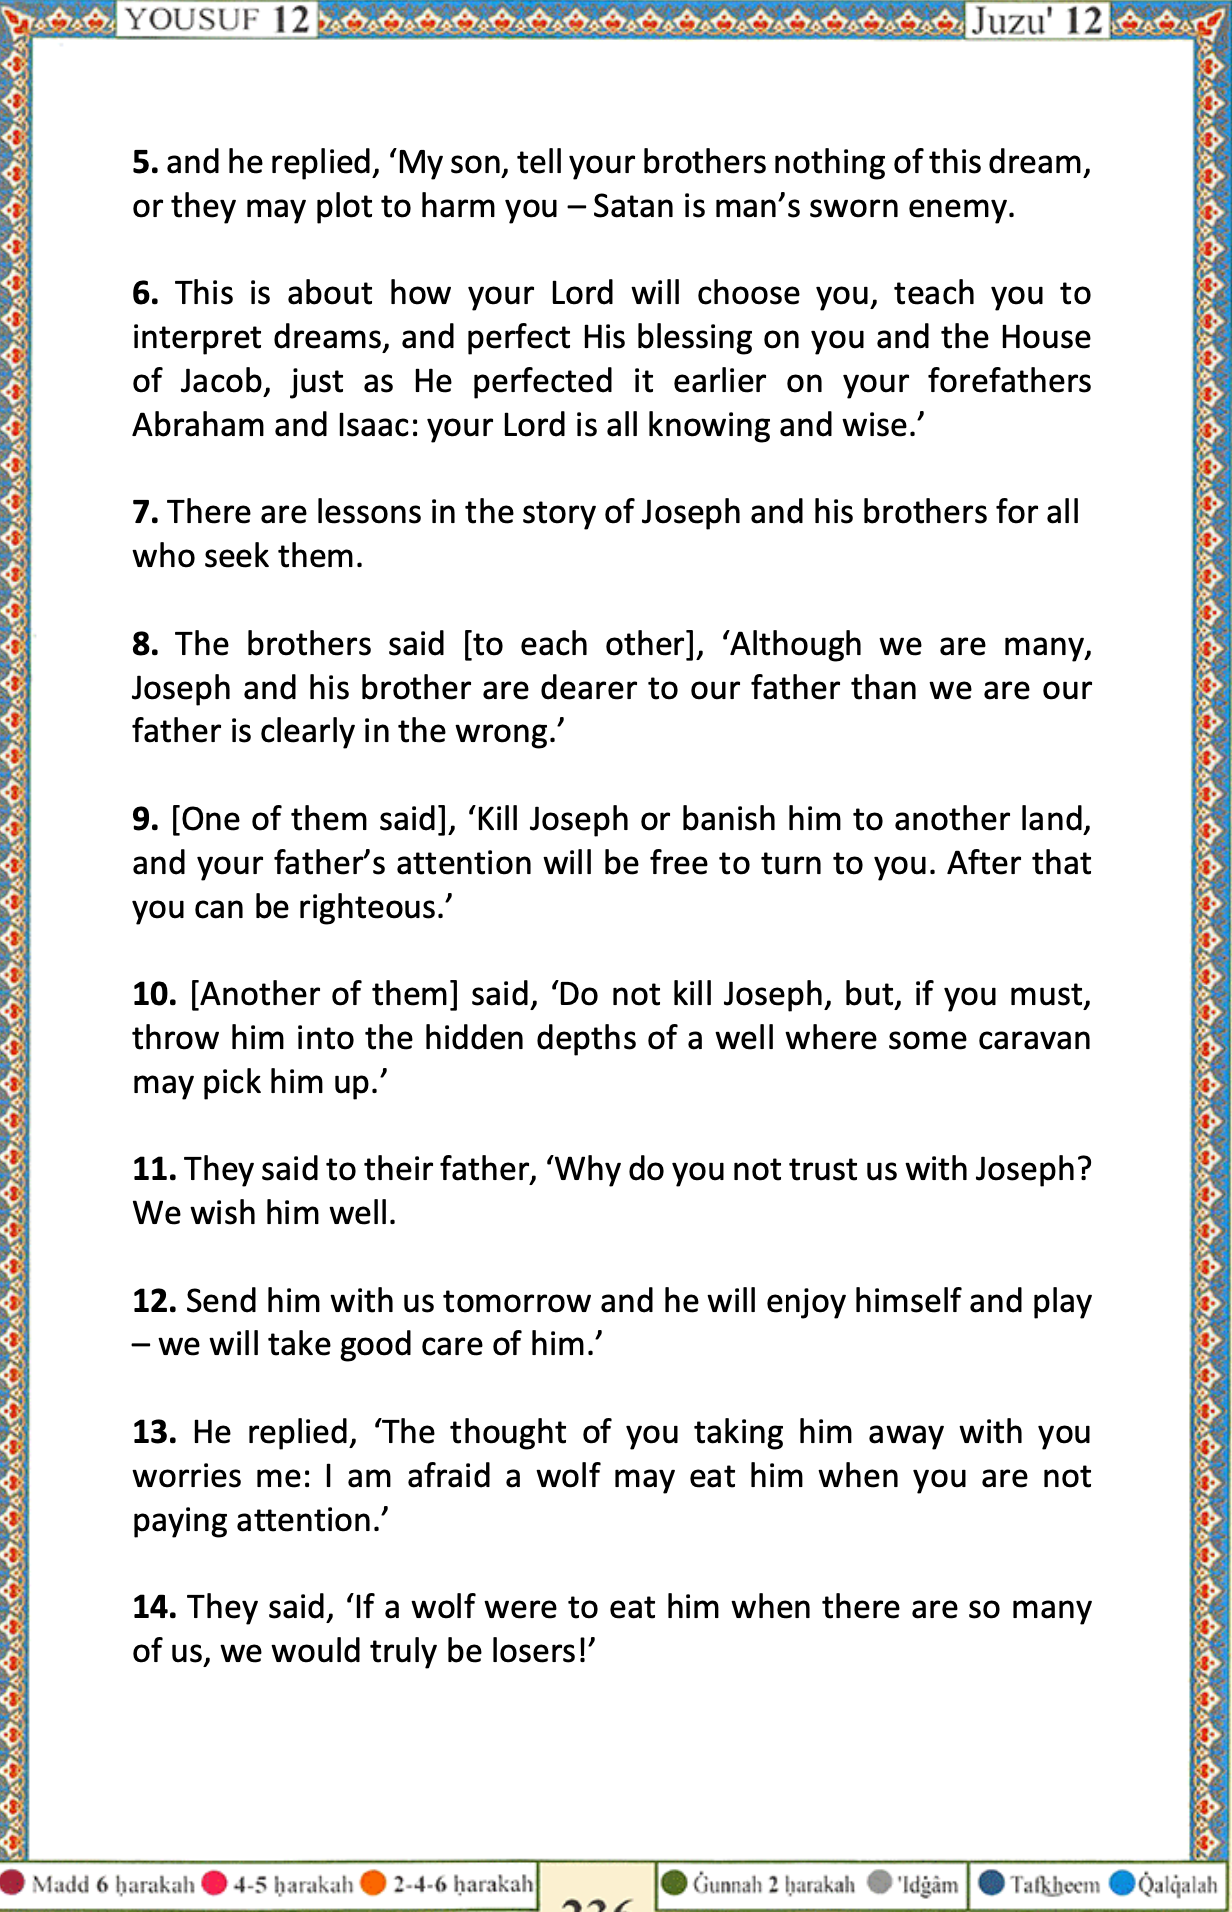 YOUSUF 12
Juzu' 12
5. and he replied, ‘My son, tell your brothers nothing of this dream,
or they may plot to harm you – Satan is man’s sworn enemy.
6. This is about how your Lord will choose you, teach you to
interpret dreams, and perfect His blessing on you and the House
of Jacob, just as He perfected it earlier on your forefathers
Abraham and Isaac: your Lord is all knowing and wise.’
7. There are lessons in the story of Joseph and his brothers for all
who seek them.
8. The brothers said [to each other], ‘Although we are many,
Joseph and his brother are dearer to our father than we are our
father is clearly in the wrong.’
9. [One of them said], ‘Kill Joseph or banish him to another land,
and your father’s attention will be free to turn to you. After that
you can be righteous.’
10. [Another of them] said, ‘Do not kill Joseph, but, if you must,
throw him into the hidden depths of a well where some caravan
may pick him up.’
11. They said to their father, ‘Why do you not trust us with Joseph?
We wish him well.
12. Send him with us tomorrow and he will enjoy himself and play
– we will take good care of him.’
13. He replied, ‘The thought of you taking him away with you
worries me: I am afraid a wolf may eat him when you are not
paying attention.’
14. They said, ‘If a wolf were to eat him when there are so many
of us, we would truly be losers!’
Madd 6 ḥarakah 4-5 ḥarakah 2-4-6 ḥarakah
236
Ġunnah 2 ḥarakah 'Idġâm Tafkheem Q̇alq̇alah